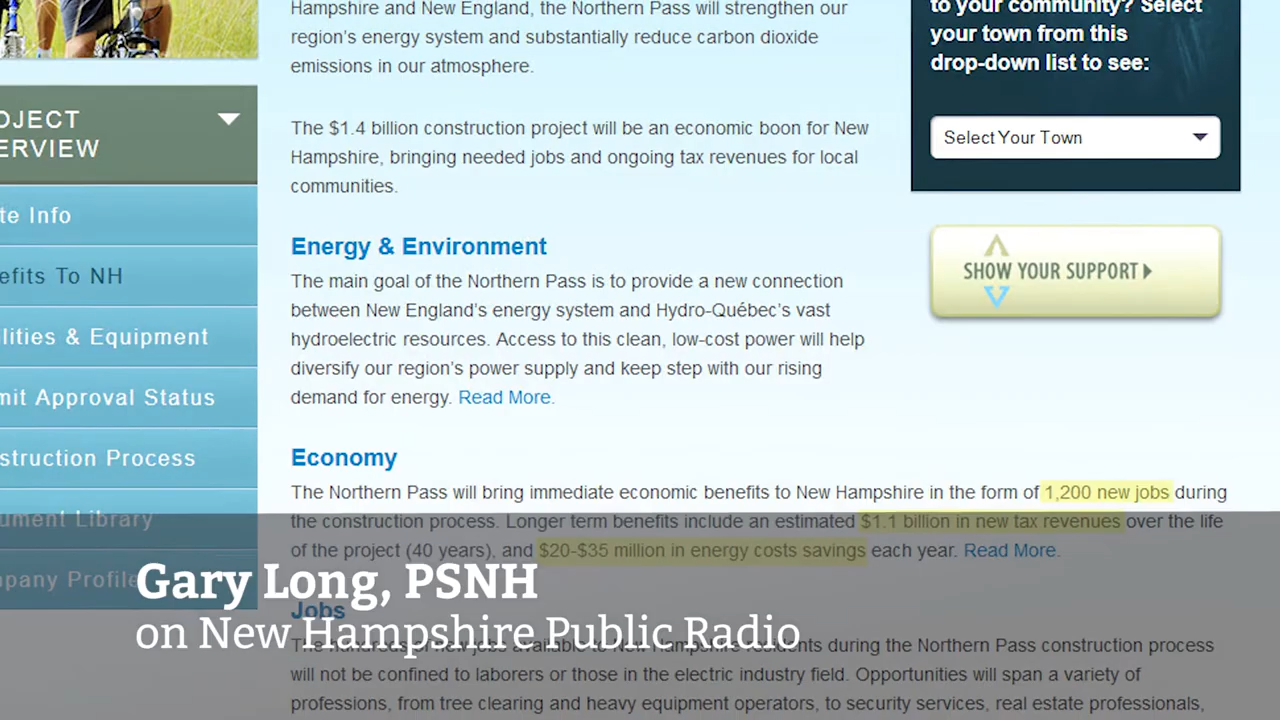 Hampshire and New England, the Northern Pass will strengthen our
region's energy system and substantially reduce carbon dioxide
emissions in our atmosphere.
The $1.4 billion construction project will be an economic boon for New
Hampshire, bringing needed jobs and ongoing tax revenues for local
communities.
Energy & Environment
The main goal of the Northern Pass is to provide a new connection
between New England's energy system and Hydro-Québec's vast
hydroelectric resources. Access to this clean, low-cost power will help
diversify our region's power supply and keep step with our rising
demand for energy. Read More.
Economy
The Northern Pass will bring immediate economic benefits to New Hampshire in the form of 1,200 new jobs during
the construction process. Longer term benefits include an estimated $1.1 billion in new tax revenues over the life
of the project (40 years), and $20-$35 million in energy costs savings each year. Read More.
Jobs
The hundreds of new jobs available to New Hampshire residents during the Northern Pass construction process
will not be confined to laborers or those in the electric industry field. Opportunities will span a variety of
professions, from tree clearing and heavy equipment operators, to security services, real estate professionals,
OJECT
ERVIEW
te Info
efits To NH
ilities & Equipment
mit Approval Status
struction Process
ument Library
mpany Profile
to your community? Select
your town from this
drop-down list to see:
Select Your Town
SHOW YOUR SUPPORT
Gary Long, PSNH
on New Hampshire Public Radio